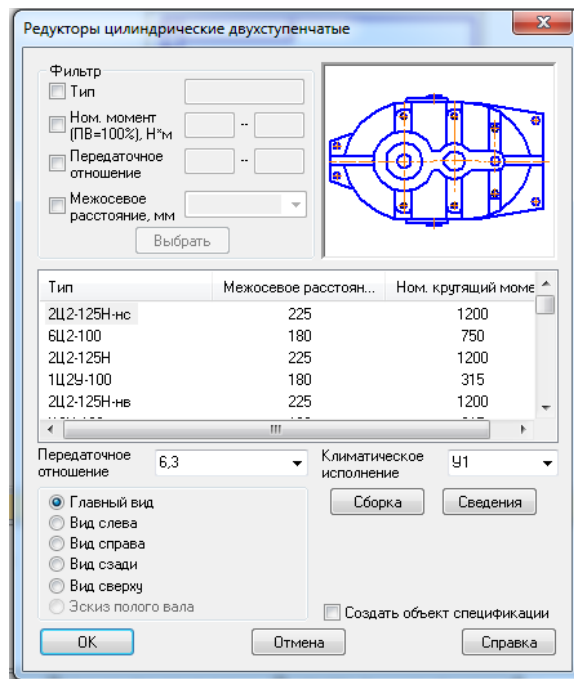 Редукторы цилиндрические двухступенчатые
Фильтр
Тип
Ном. момент
(ПВ=100%), Н*м
--
Передаточное
отношение
--
Межосевое
расстояние, мм
Выбрать
Тип Межосевое расстоян... Ном. крутящий моме
2Ц2-125Н-нс 225 1200
6Ц2-100 180 750
2Ц2-125Н 225 1200
1Ц2У-100 180 315
2Ц2-125Н-нв 225 1200
Передаточное
отношение
6,3
Климатическое
исполнение
У1
Главный вид
Вид слева
Вид справа
Вид сзади
Вид сверху
Эскиз полого вала
Сборка Сведения
Создать объект спецификации
OK Отмена Справка